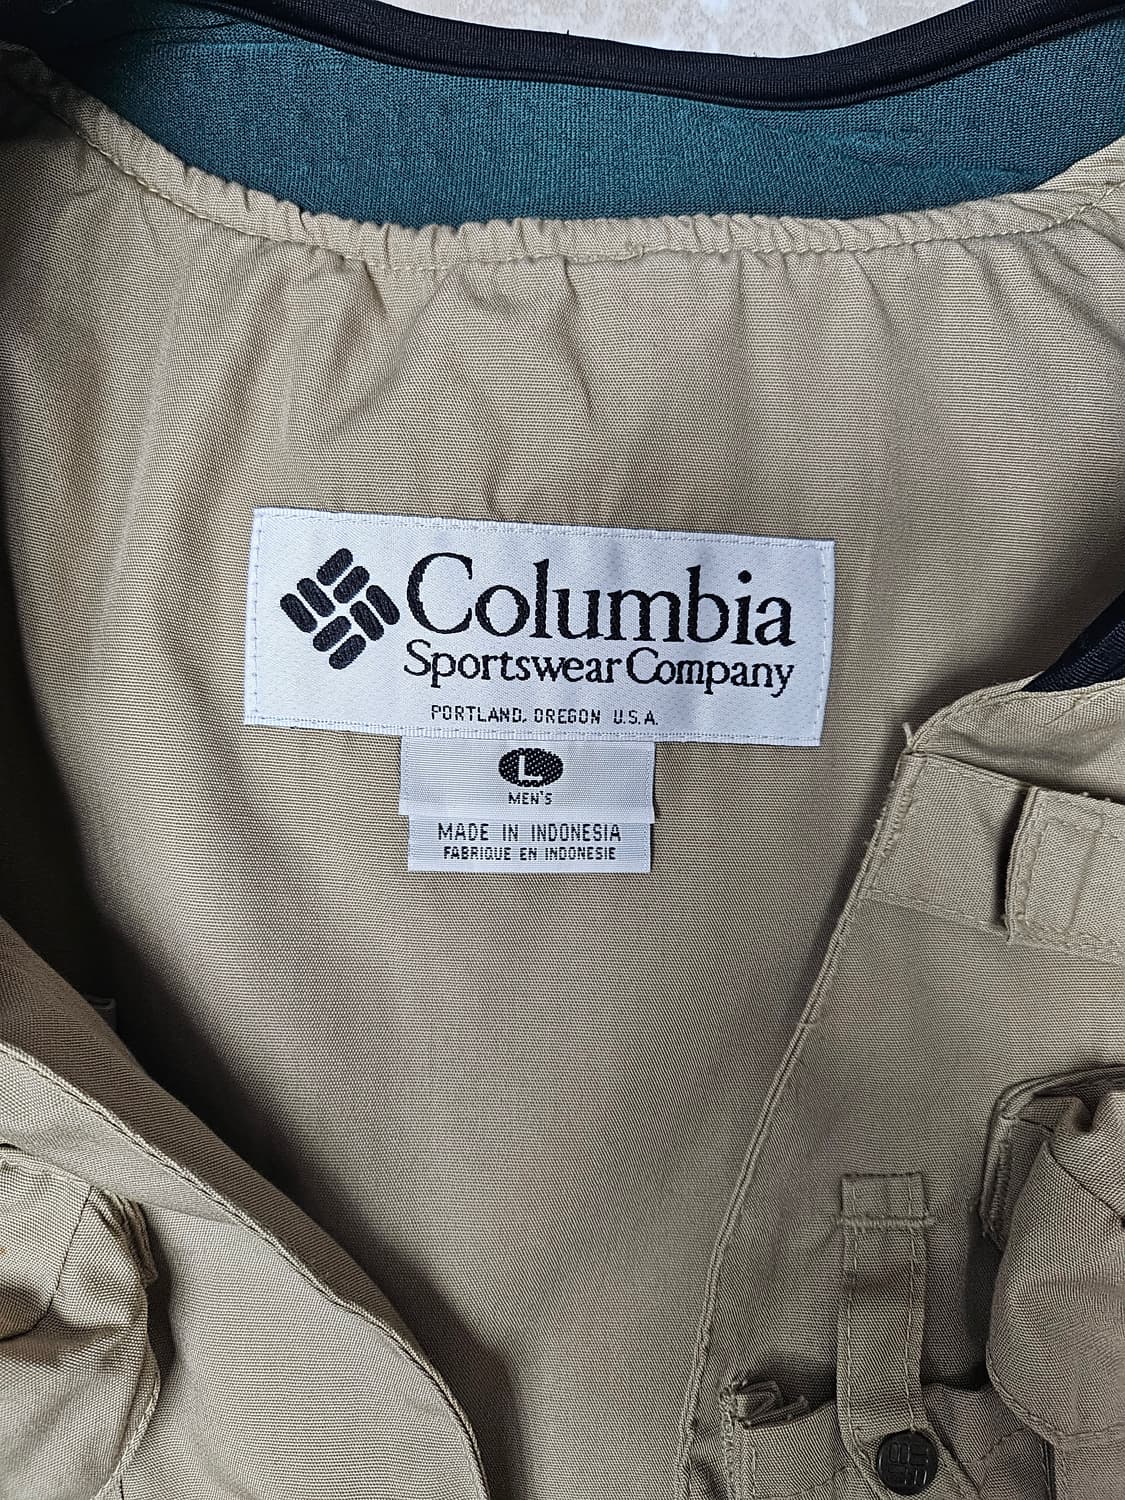 Columbia
Sportswear Company
PORTLAND, OREGON U.S.A.
L
MEN'S
MADE IN INDONESIA
FABRIQUE EN INDONESIE